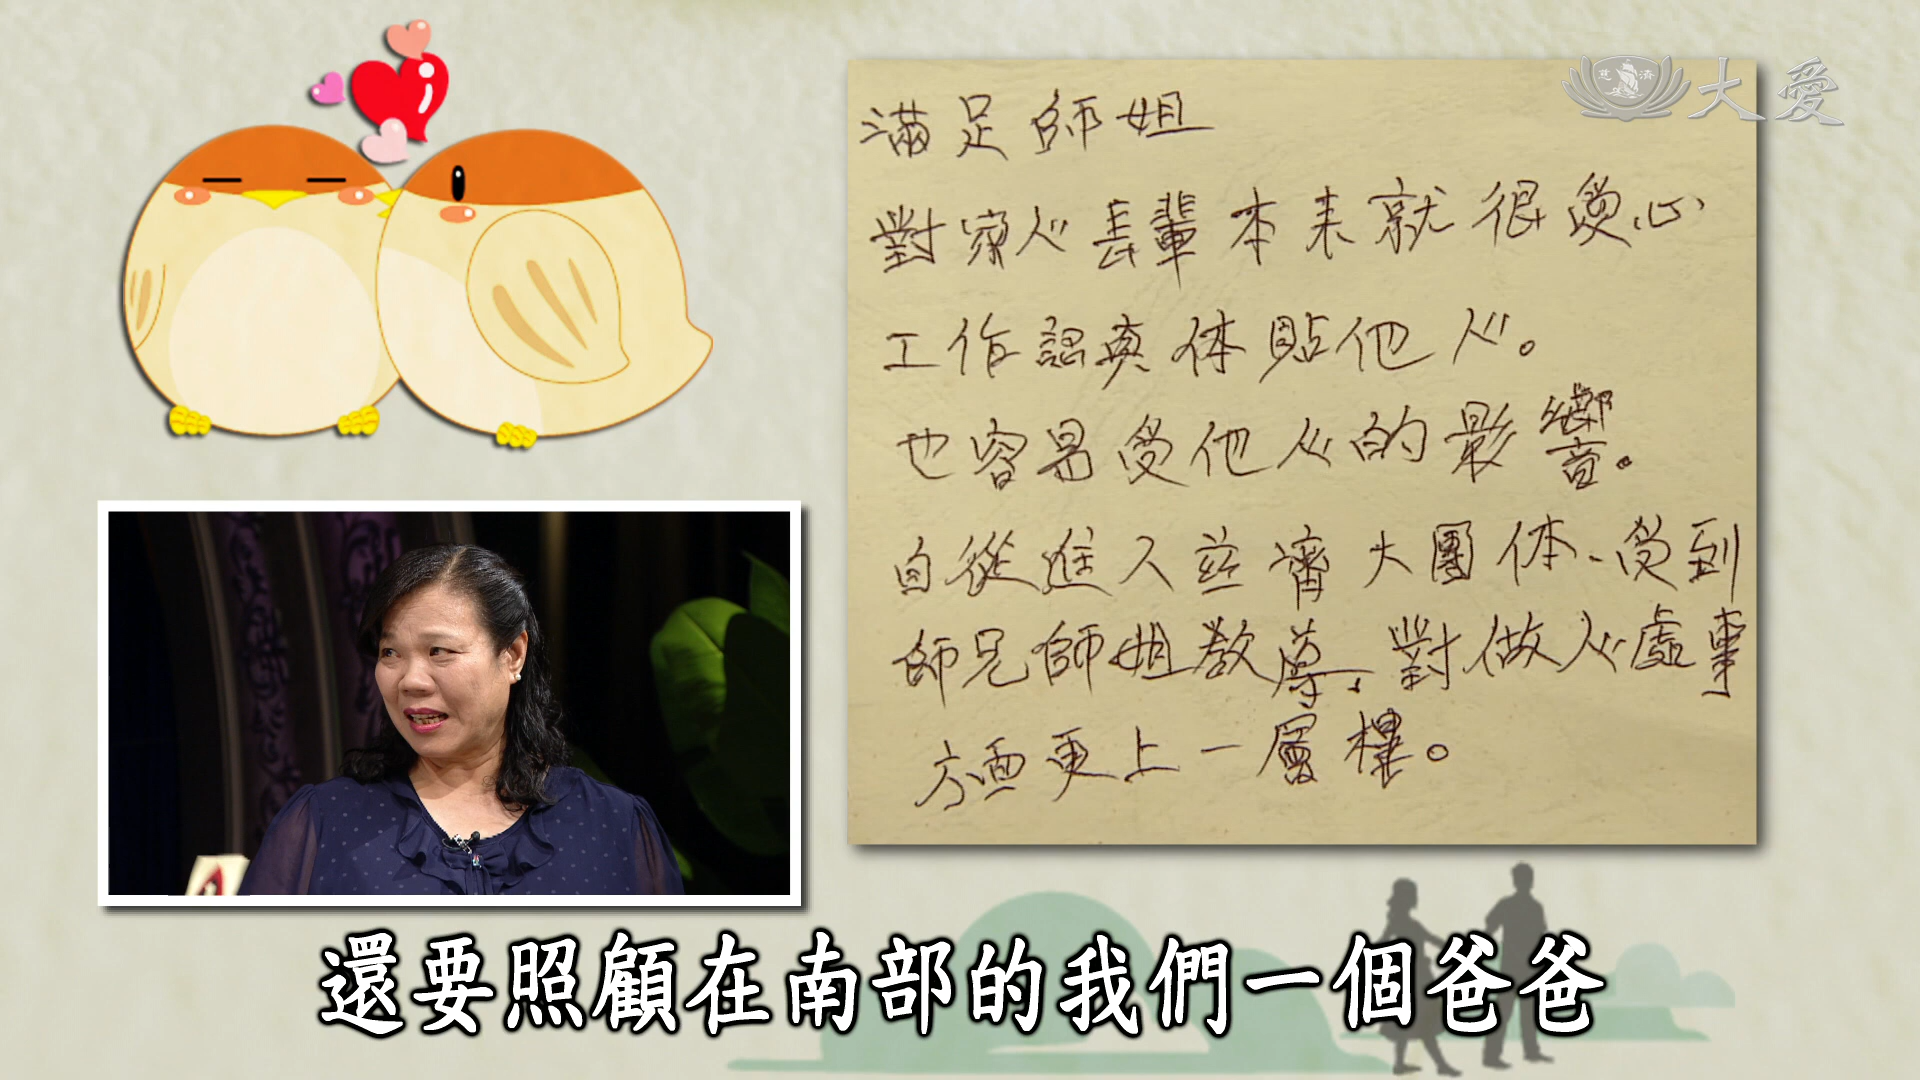 慈濟
大愛
滿足師姐
對家人長輩本來就很愛心
工作認真体貼他人。
也容易受他人的影響。
自從進入慈濟大團体、受到
師兄師姐教導,對做人處事
方面更上一層樓。
還要照顧在南部的我們一個爸爸